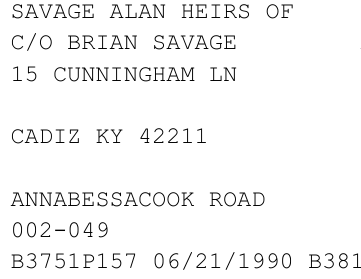 SAVAGE ALAN HEIRS OF
C/O BRIAN SAVAGE
15 CUNNINGHAM LN
CADIZ KY 42211
ANNABESSACOOK ROAD
002-049
B3751P157 06/21/1990 B381